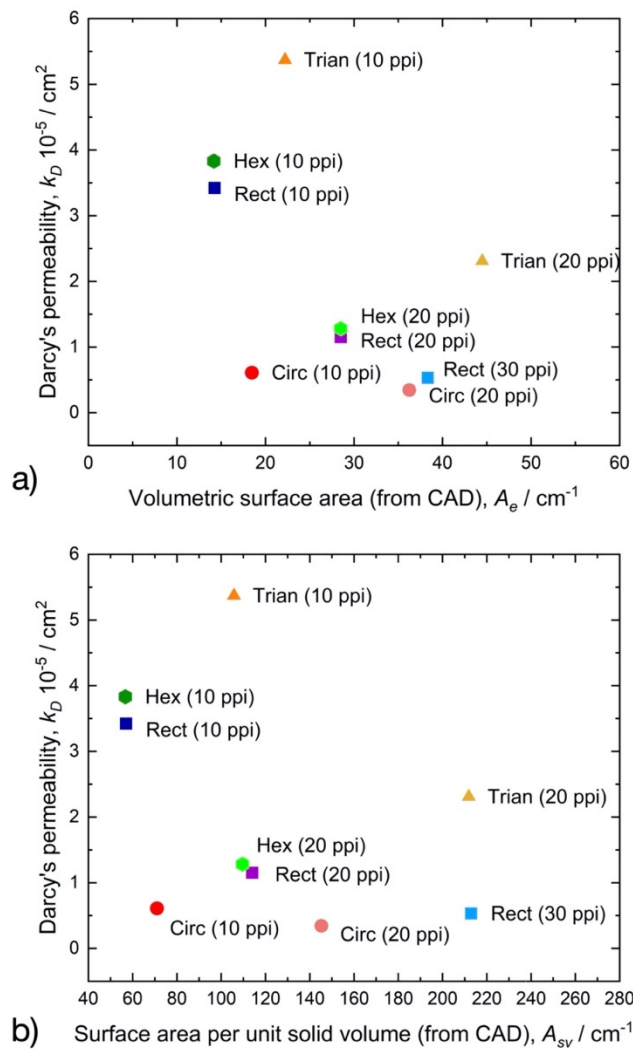 6
5
4
3
2
1
0
Darcy's permeability, k_D 10⁻⁵ / cm²
Trian (10 ppi)
Hex (10 ppi)
Rect (10 ppi)
Trian (20 ppi)
Hex (20 ppi)
Rect (20 ppi)
Circ (10 ppi)
Rect (30 ppi)
Circ (20 ppi)
0 10 20 30 40 50 60
a)
Volumetric surface area (from CAD), A_e / cm⁻¹
6
5
4
3
2
1
0
Darcy's permeability, k_D 10⁻⁵ / cm²
Trian (10 ppi)
Hex (10 ppi)
Rect (10 ppi)
Trian (20 ppi)
Hex (20 ppi)
Rect (20 ppi)
Circ (10 ppi)
Circ (20 ppi)
Rect (30 ppi)
40 60 80 100 120 140 160 180 200 220 240 260 280
b)
Surface area per unit solid volume (from CAD), A_sv / cm⁻¹